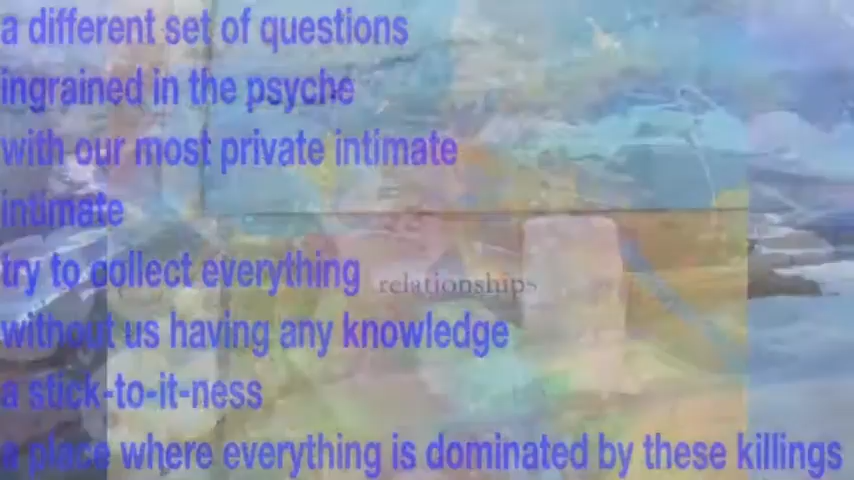 a different set of questions
ingrained in the psyche
with our most private intimate
intimate
try to collect everything
relationships
without us having any knowledge
a stick-to-it-ness
a place where everything is dominated by these killings